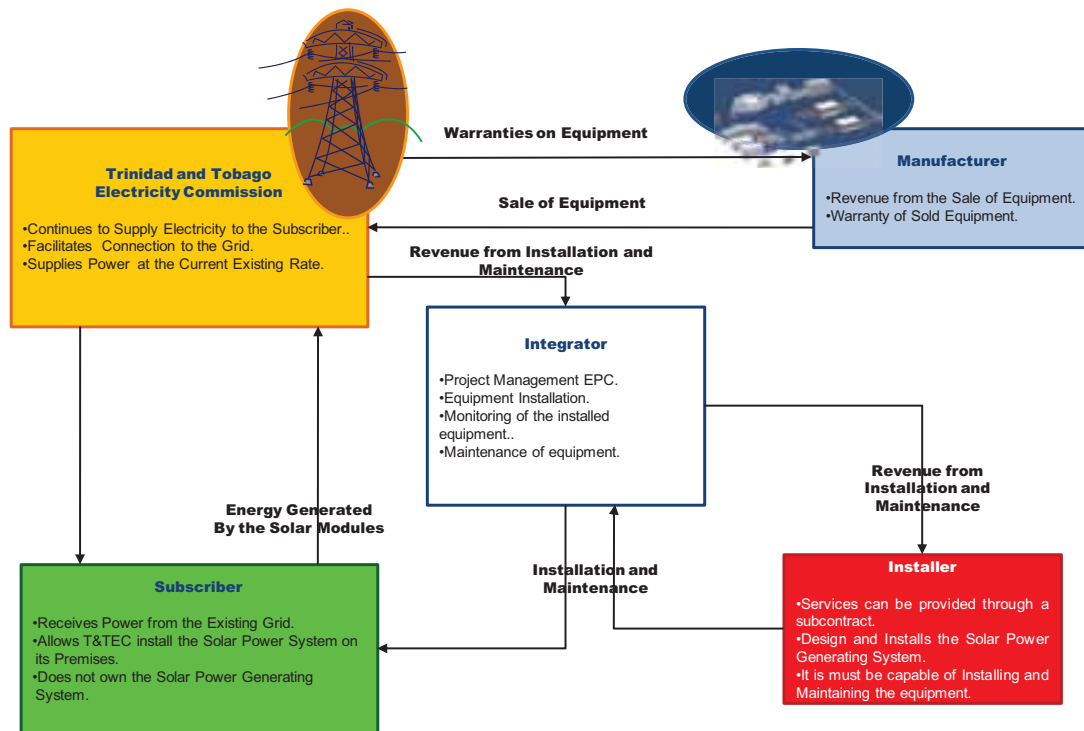 Warranties on Equipment
Trinidad and Tobago
Electricity Commission
•Continues to Supply Electricity to the Subscriber..
•Facilitates Connection to the Grid.
•Supplies Power at the Current Existing Rate.
Manufacturer
•Revenue from the Sale of Equipment.
•Warranty of Sold Equipment.
Sale of Equipment
Revenue from Installation and
Maintenance
Integrator
•Project Management EPC.
•Equipment Installation.
•Monitoring of the installed
equipment..
•Maintenance of equipment.
Revenue from
Installation and
Maintenance
Energy Generated
By the Solar Modules
Installation and
Maintenance
Subscriber
•Receives Power from the Existing Grid.
•Allows T&TEC install the Solar Power System on
its Premises.
•Does not own the Solar Power Generating
System.
Installer
•Services can be provided through a
subcontract.
•Design and Installs the Solar Power
Generating System.
•It is must be capable of Installing and
Maintaining the equipment.